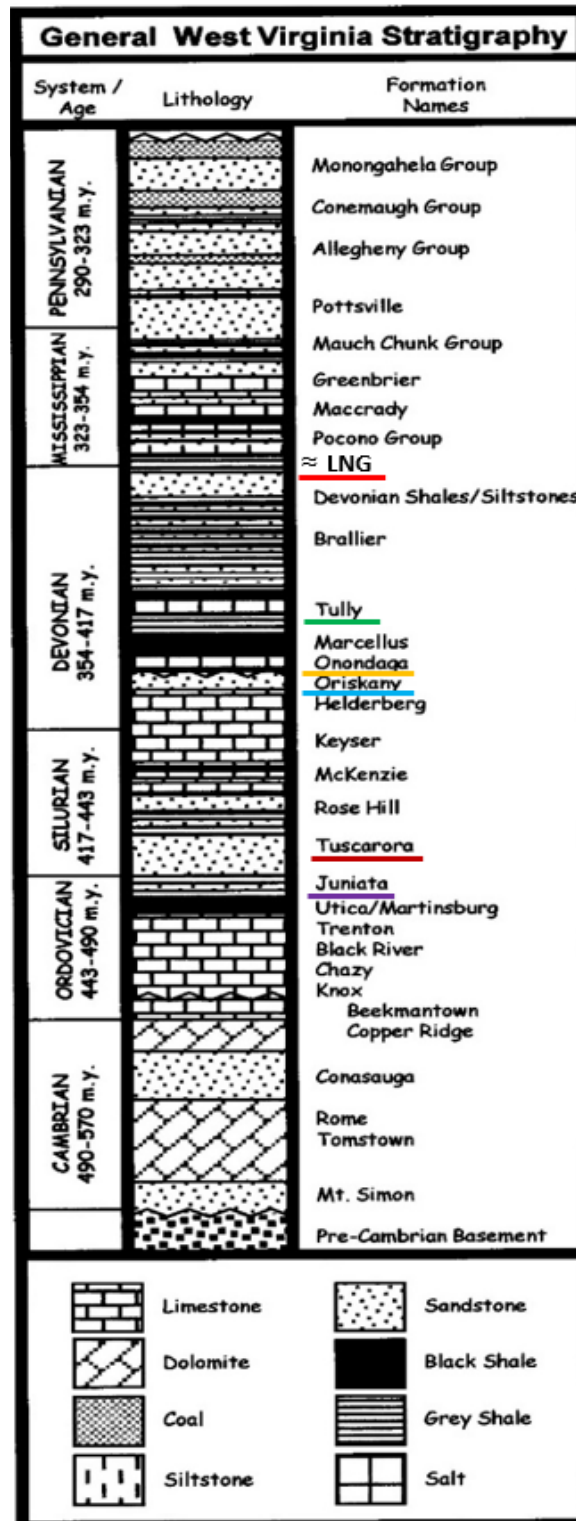 General West Virginia Stratigraphy
System / Age
Lithology
Formation Names
PENNSYLVANIAN
290-323 m.y.
Monongahela Group
Conemaugh Group
Allegheny Group
Pottsville
MISSISSIPPIAN
323-354 m.y.
Mauch Chunk Group
Greenbrier
Maccrady
Pocono Group
≈ LNG
DEVONIAN
354-417 m.y.
Devonian Shales/Siltstones
Brallier
Tully
Marcellus
Onondaga
Oriskany
Helderberg
Keyser
SILURIAN
417-443 m.y.
McKenzie
Rose Hill
Tuscarora
ORDOVICIAN
443-490 m.y.
Juniata
Utica/Martinsburg
Trenton
Black River
Chazy
Knox
Beekmantown
Copper Ridge
CAMBRIAN
490-570 m.y.
Conasauga
Rome
Tomstown
Mt. Simon
Pre-Cambrian Basement
Limestone
Sandstone
Dolomite
Black Shale
Coal
Grey Shale
Siltstone
Salt